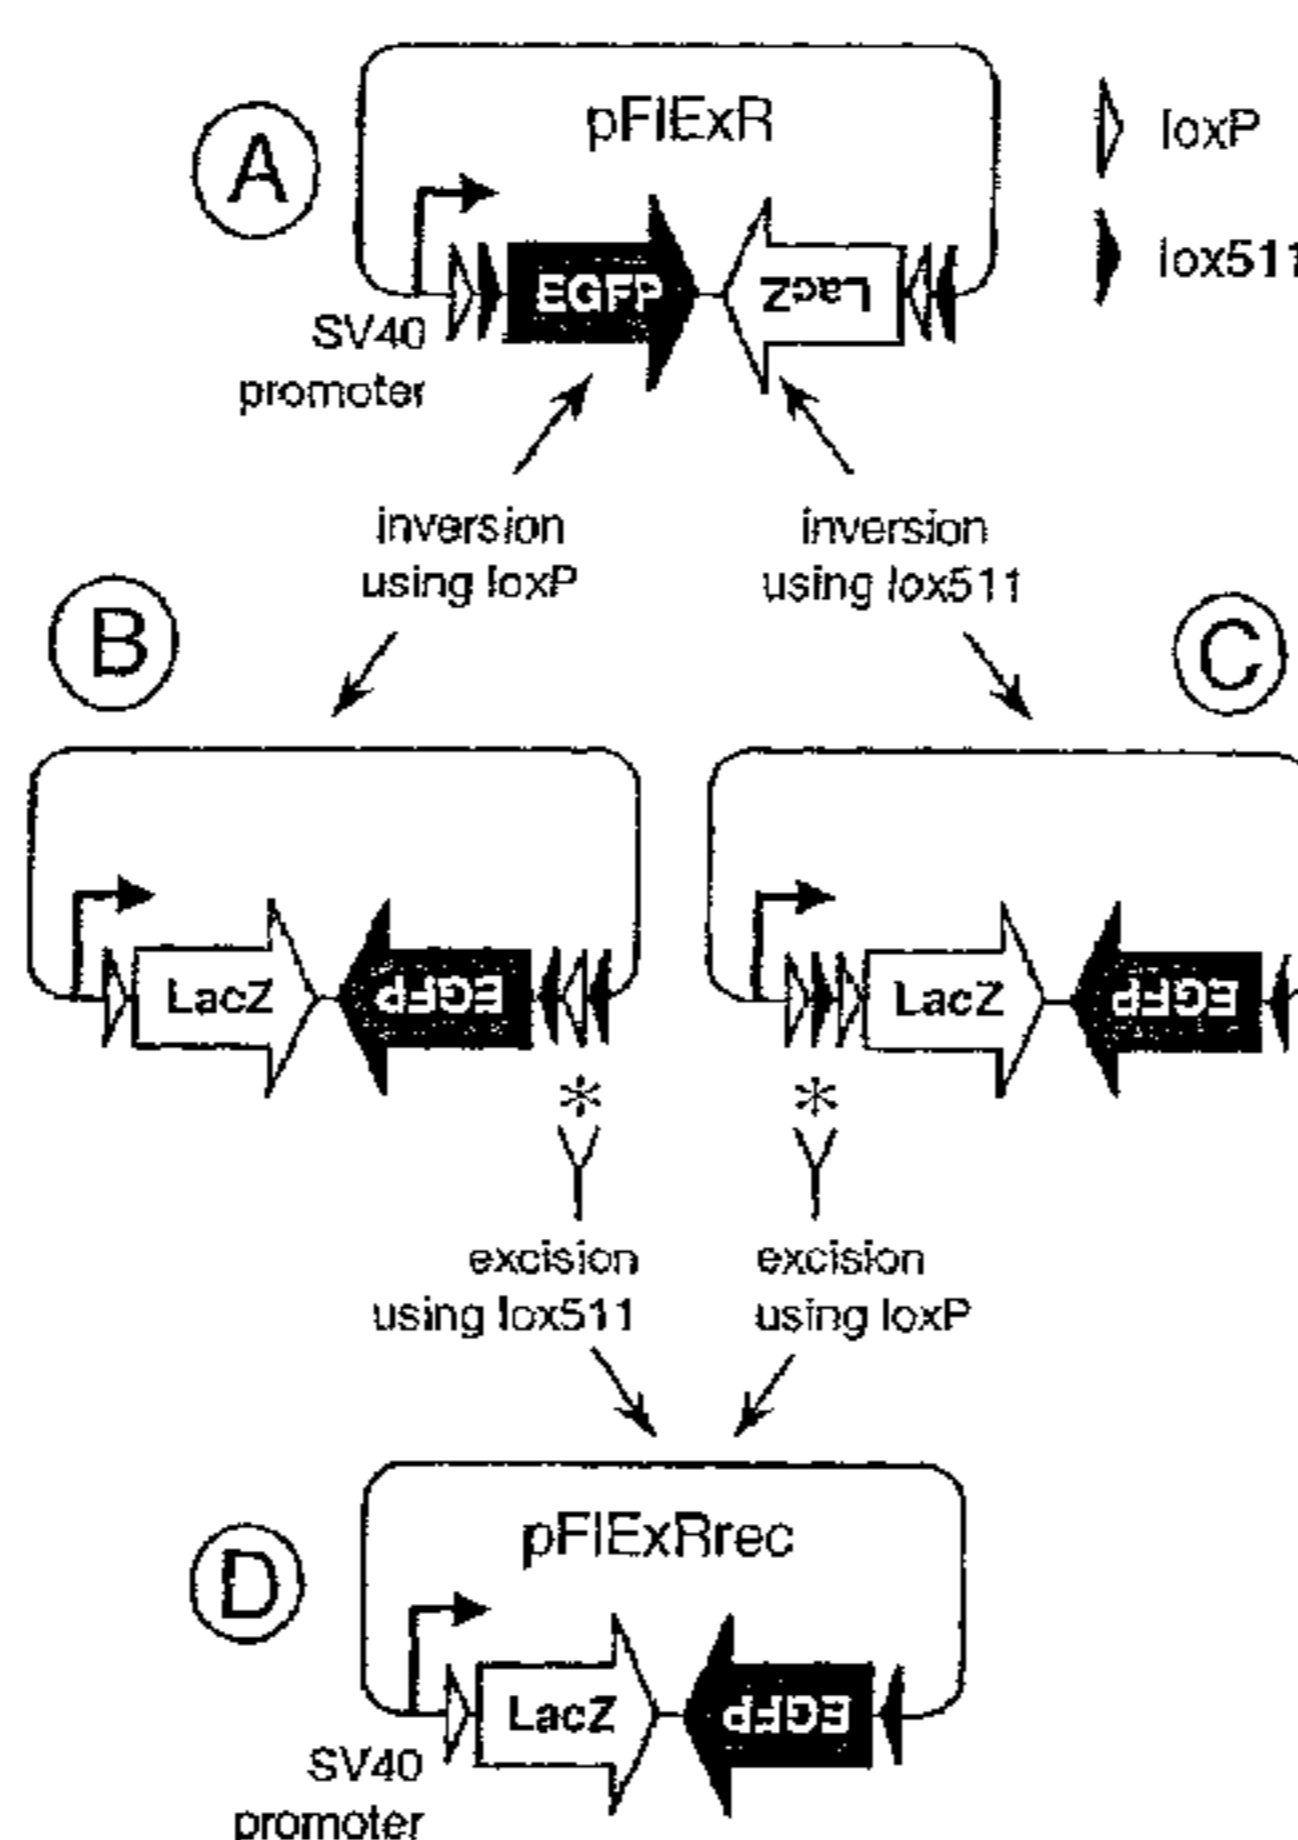 A
pFlExR
loxP
lox511
EGFP
LacZ
SV40
promoter
inversion
using loxP
inversion
using lox511
B
C
LacZ
EGFP
LacZ
EGFP
*
*
excision
using lox511
excision
using loxP
pFlExRrec
D
LacZ
EGFP
SV40
promoter